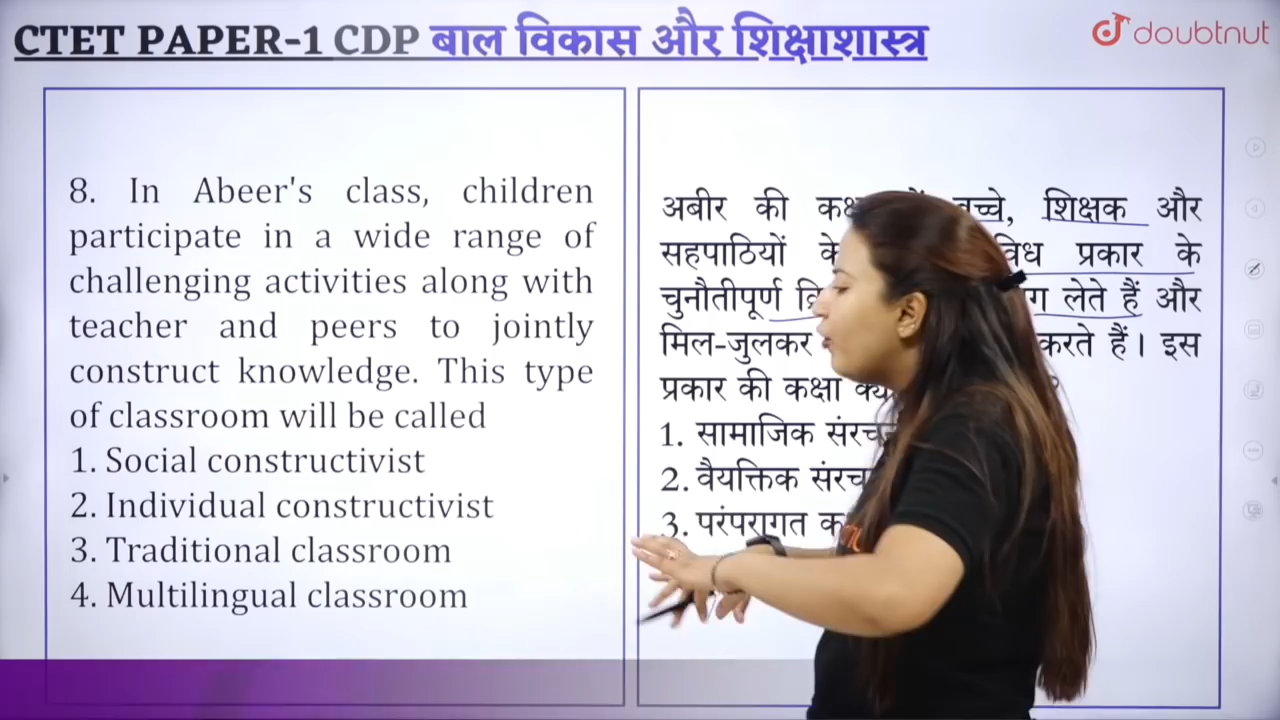 CTET PAPER-1 CDP बाल विकास और शिक्षाशास्त्र
doubtnut
8. In Abeer's class, children
participate in a wide range of
challenging activities along with
teacher and peers to jointly
construct knowledge. This type
of classroom will be called
1. Social constructivist
2. Individual constructivist
3. Traditional classroom
4. Multilingual classroom
अबीर की शिक्षक और
सहपाठियों प्रकार के
चुनौतीपूर्ण लेते हैं और
मिल-जुलकर करते हैं। इस
प्रकार की कक्षा
1. सामाजिक
2. वैयक्तिक
3. परंपरागत